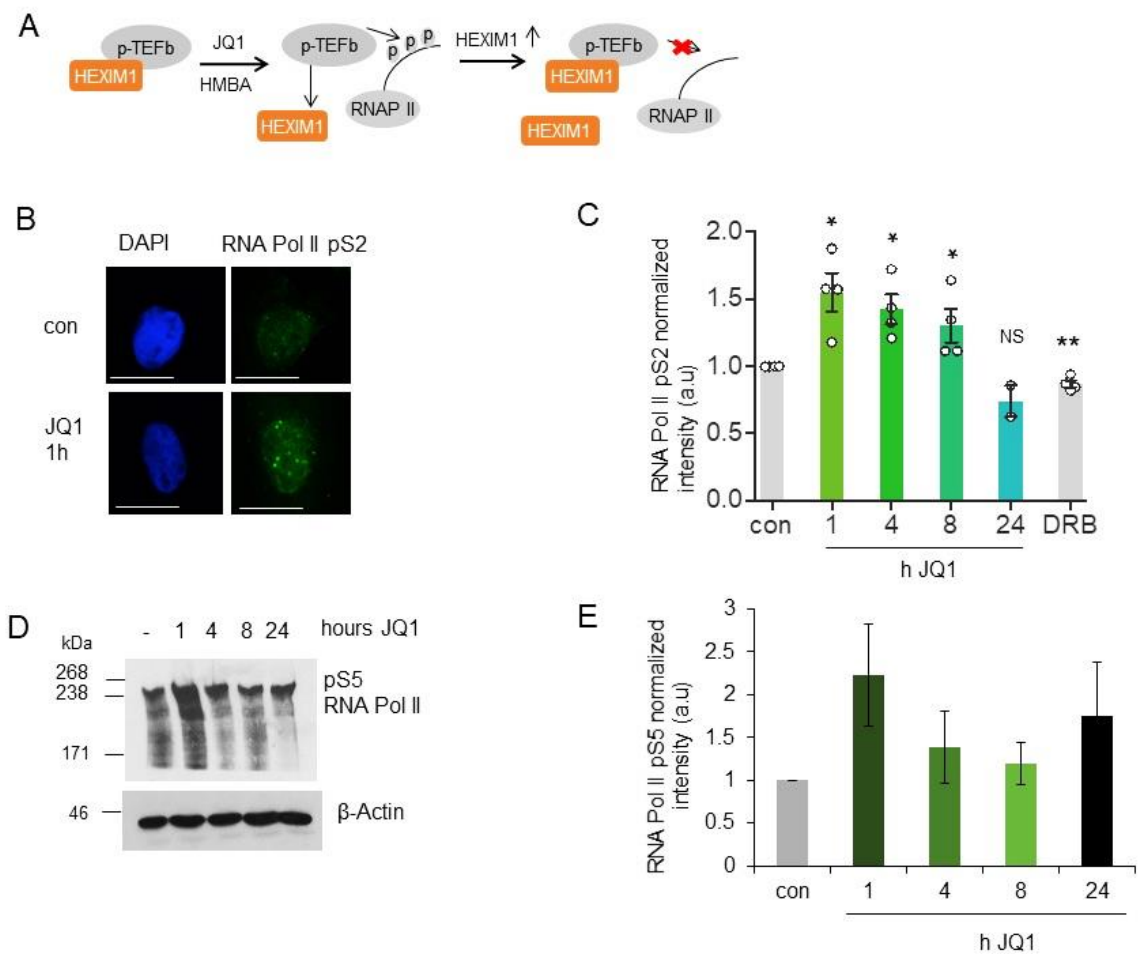 A
p-TEFb
HEXIM1
JQ1
HMBA
p-TEFb
p p p
HEXIM1
RNAP II
HEXIM1 ↑
p-TEFb
HEXIM1
HEXIM1
RNAP II
B
DAPI RNA Pol II pS2
con
JQ1
1h
C
RNA Pol II pS2 normalized
intensity (a.u)
2.0
1.5
1.0
0.5
0.0
* * * NS **
con 1 4 8 24 DRB
h JQ1
D
kDa - 1 4 8 24 hours JQ1
268
238
171
46
pS5
RNA Pol II
β-Actin
E
RNA Pol II pS5 normalized
intensity (a.u)
3
2.5
2
1.5
1
0.5
0
con 1 4 8 24
h JQ1